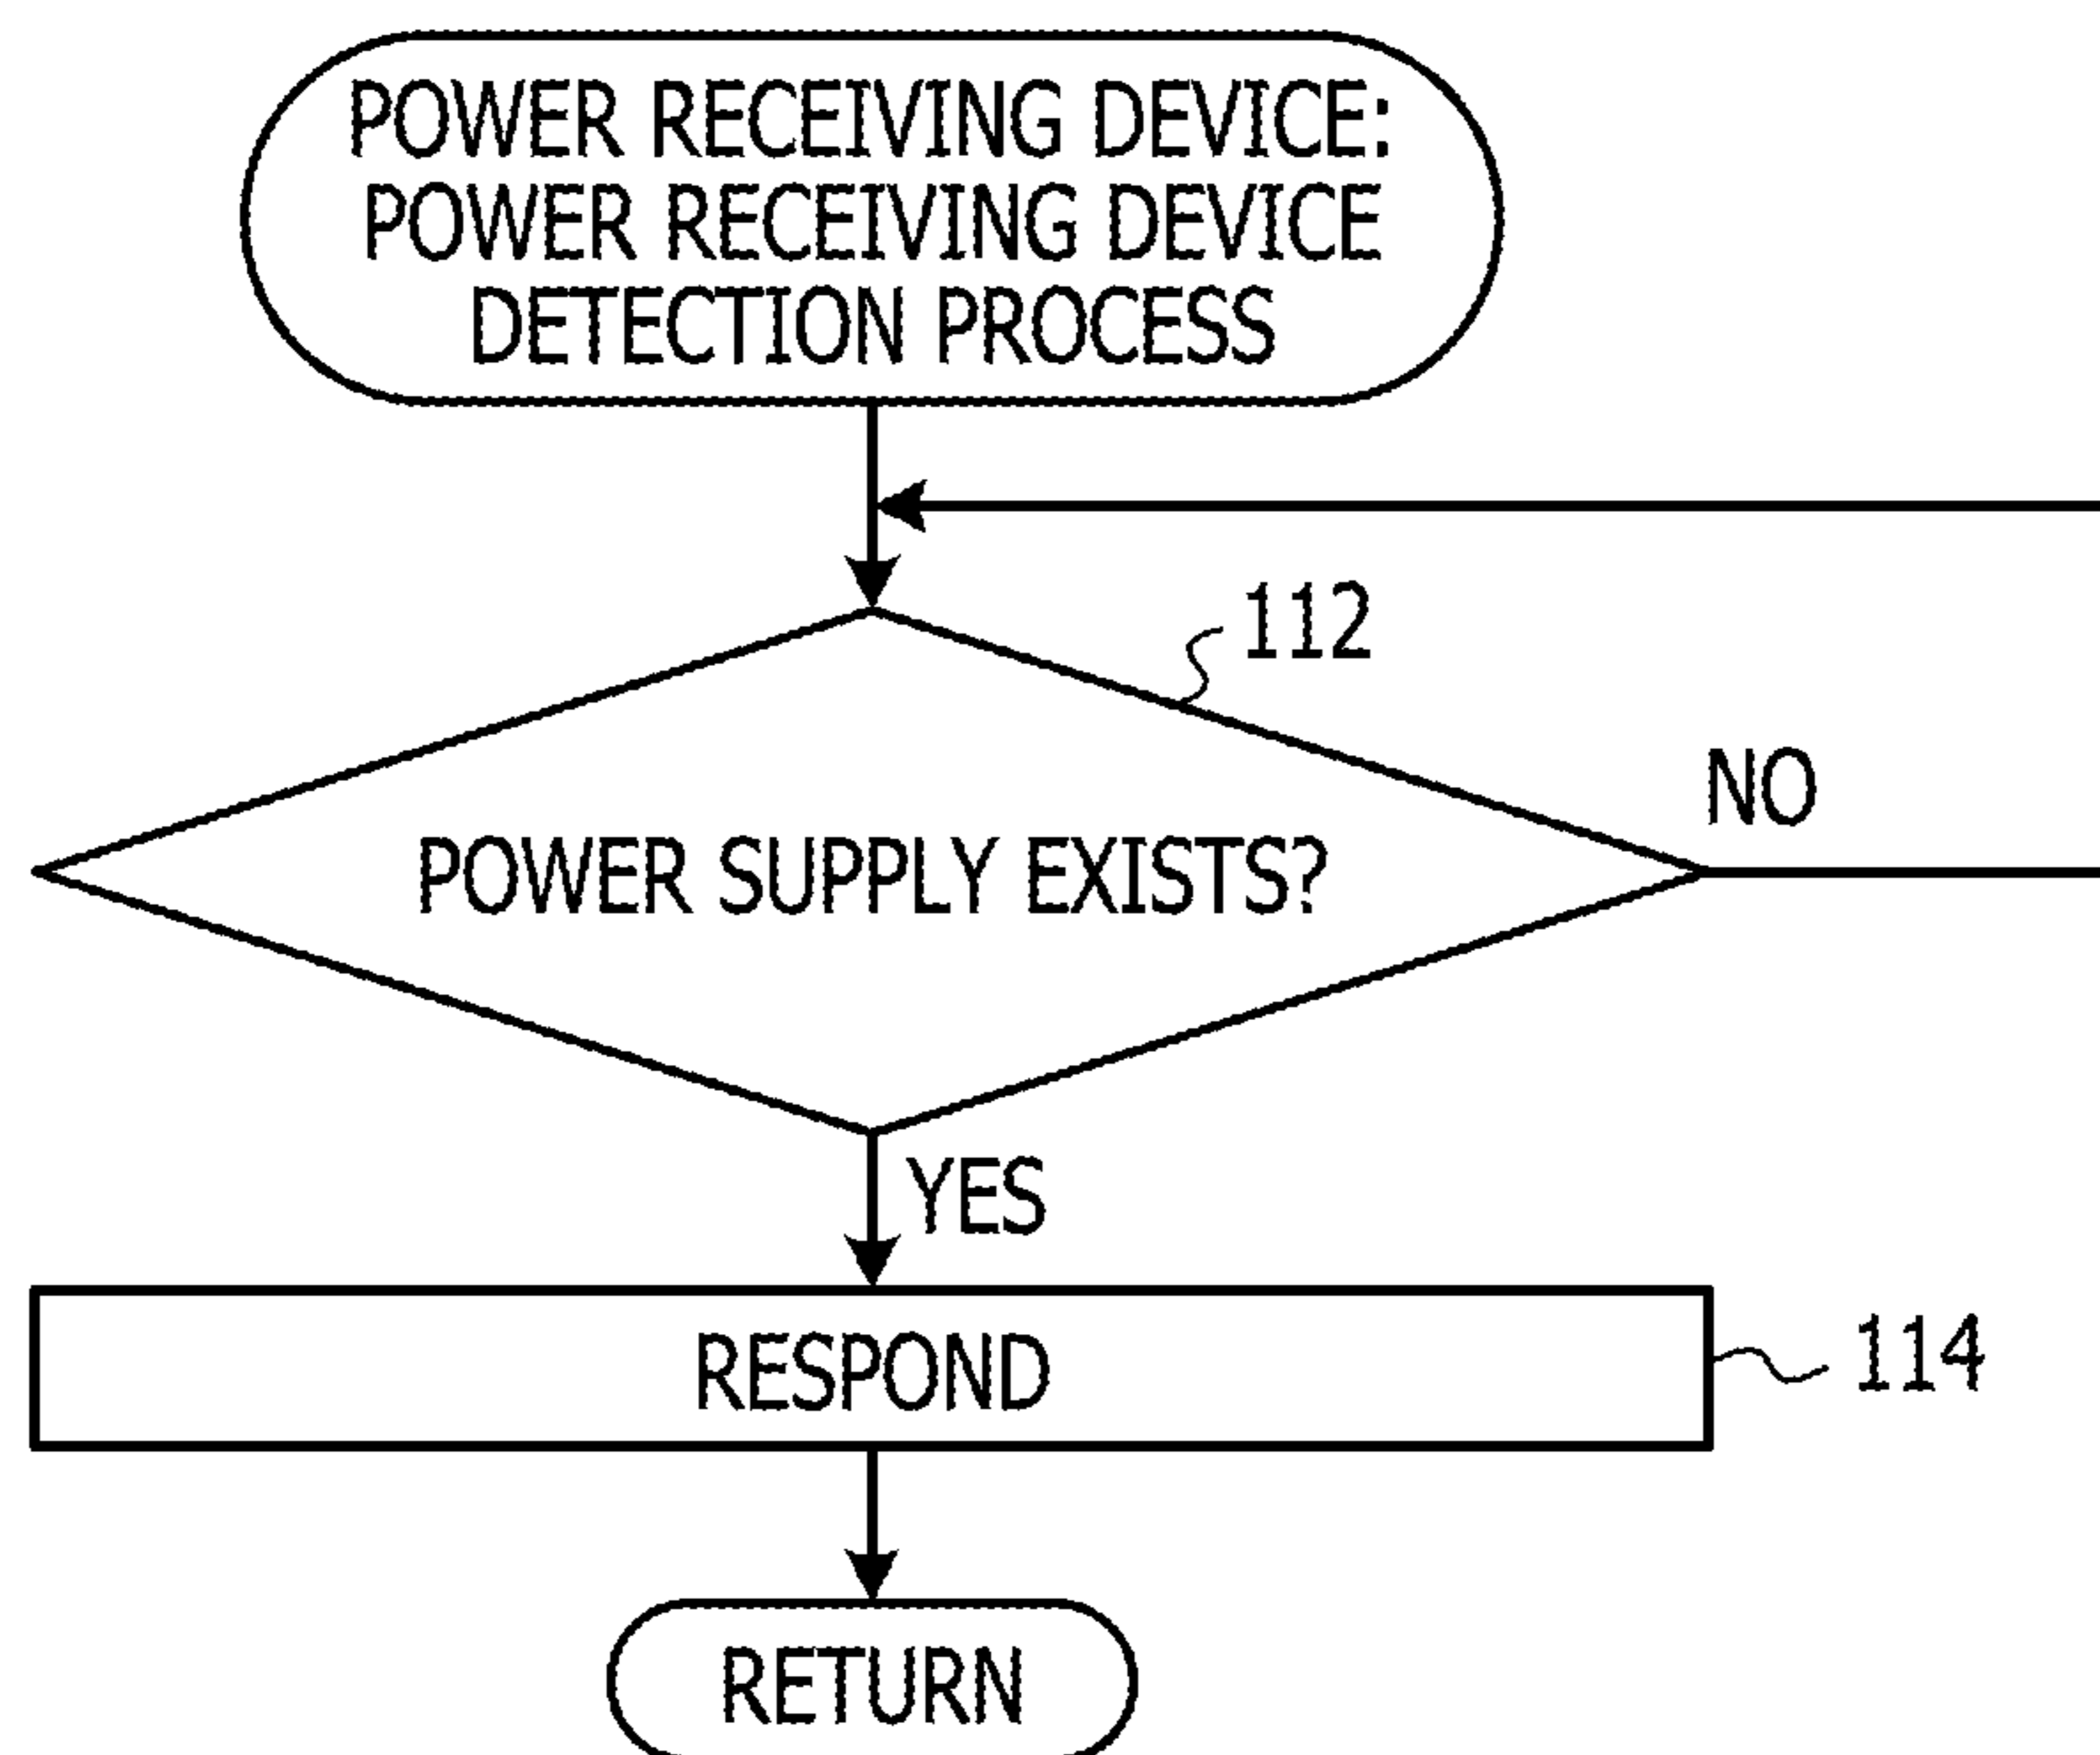 POWER RECEIVING DEVICE:
POWER RECEIVING DEVICE
DETECTION PROCESS
112
NO
POWER SUPPLY EXISTS?
YES
RESPOND
114
RETURN